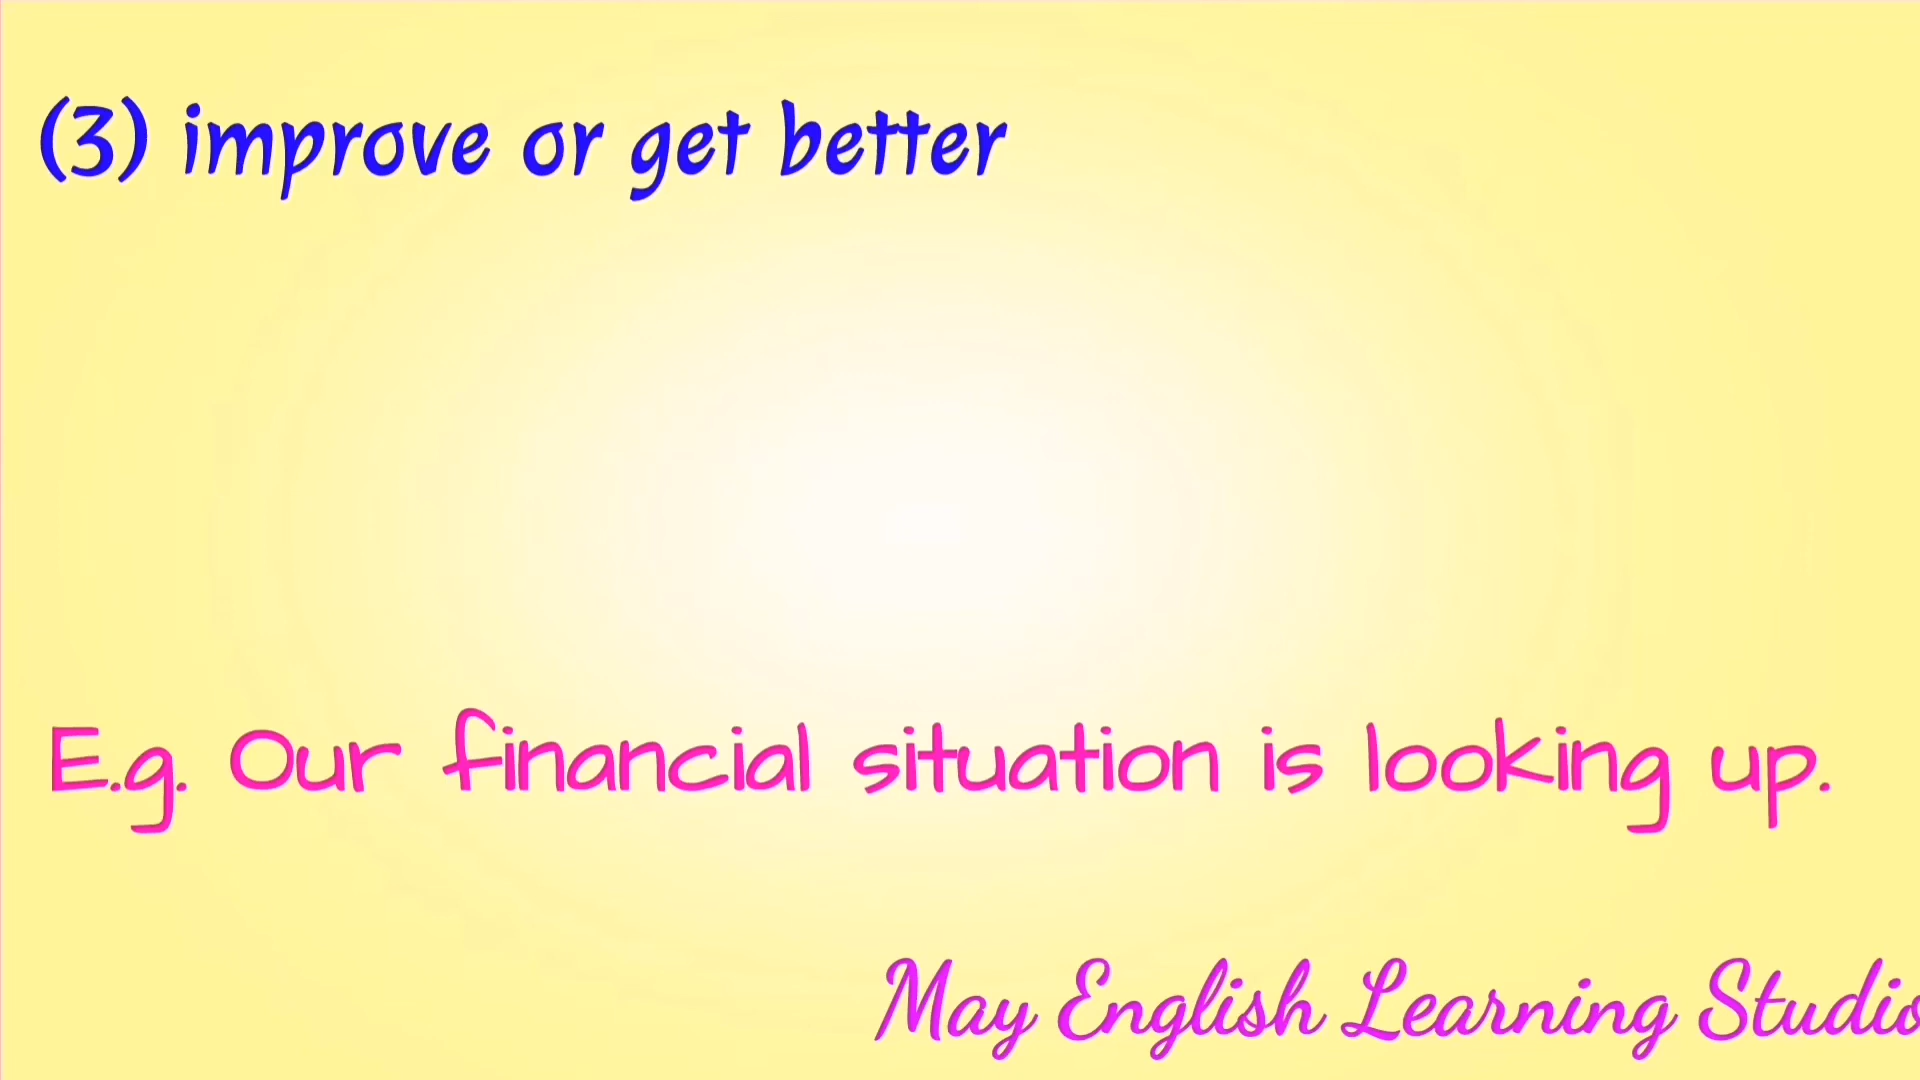 (3) improve or get better
E.g. Our financial situation is looking up.
May English Learning Studio